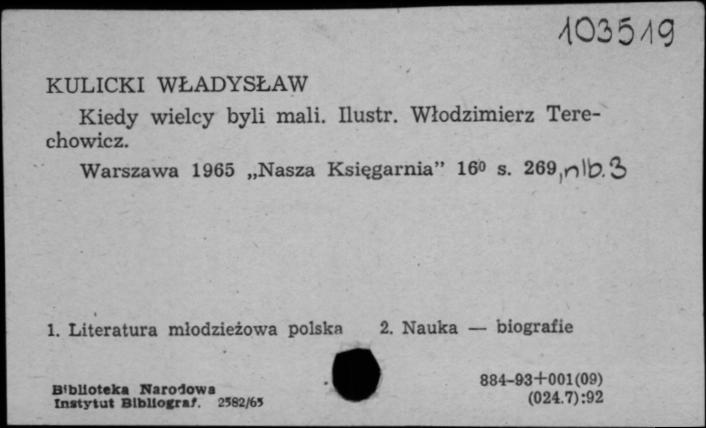 103519
KULICKI WŁADYSŁAW
Kiedy wielcy byli mali. Ilustr. Włodzimierz Tere-
chowicz.
Warszawa 1965 „Nasza Księgarnia” 16⁰ s. 269, nlb. 3
1. Literatura młodzieżowa polska 2. Nauka — biografie
Biblioteka Narodowa
Instytut Bibliograf. 2582/65
884-93+001(09)
(024.7):92